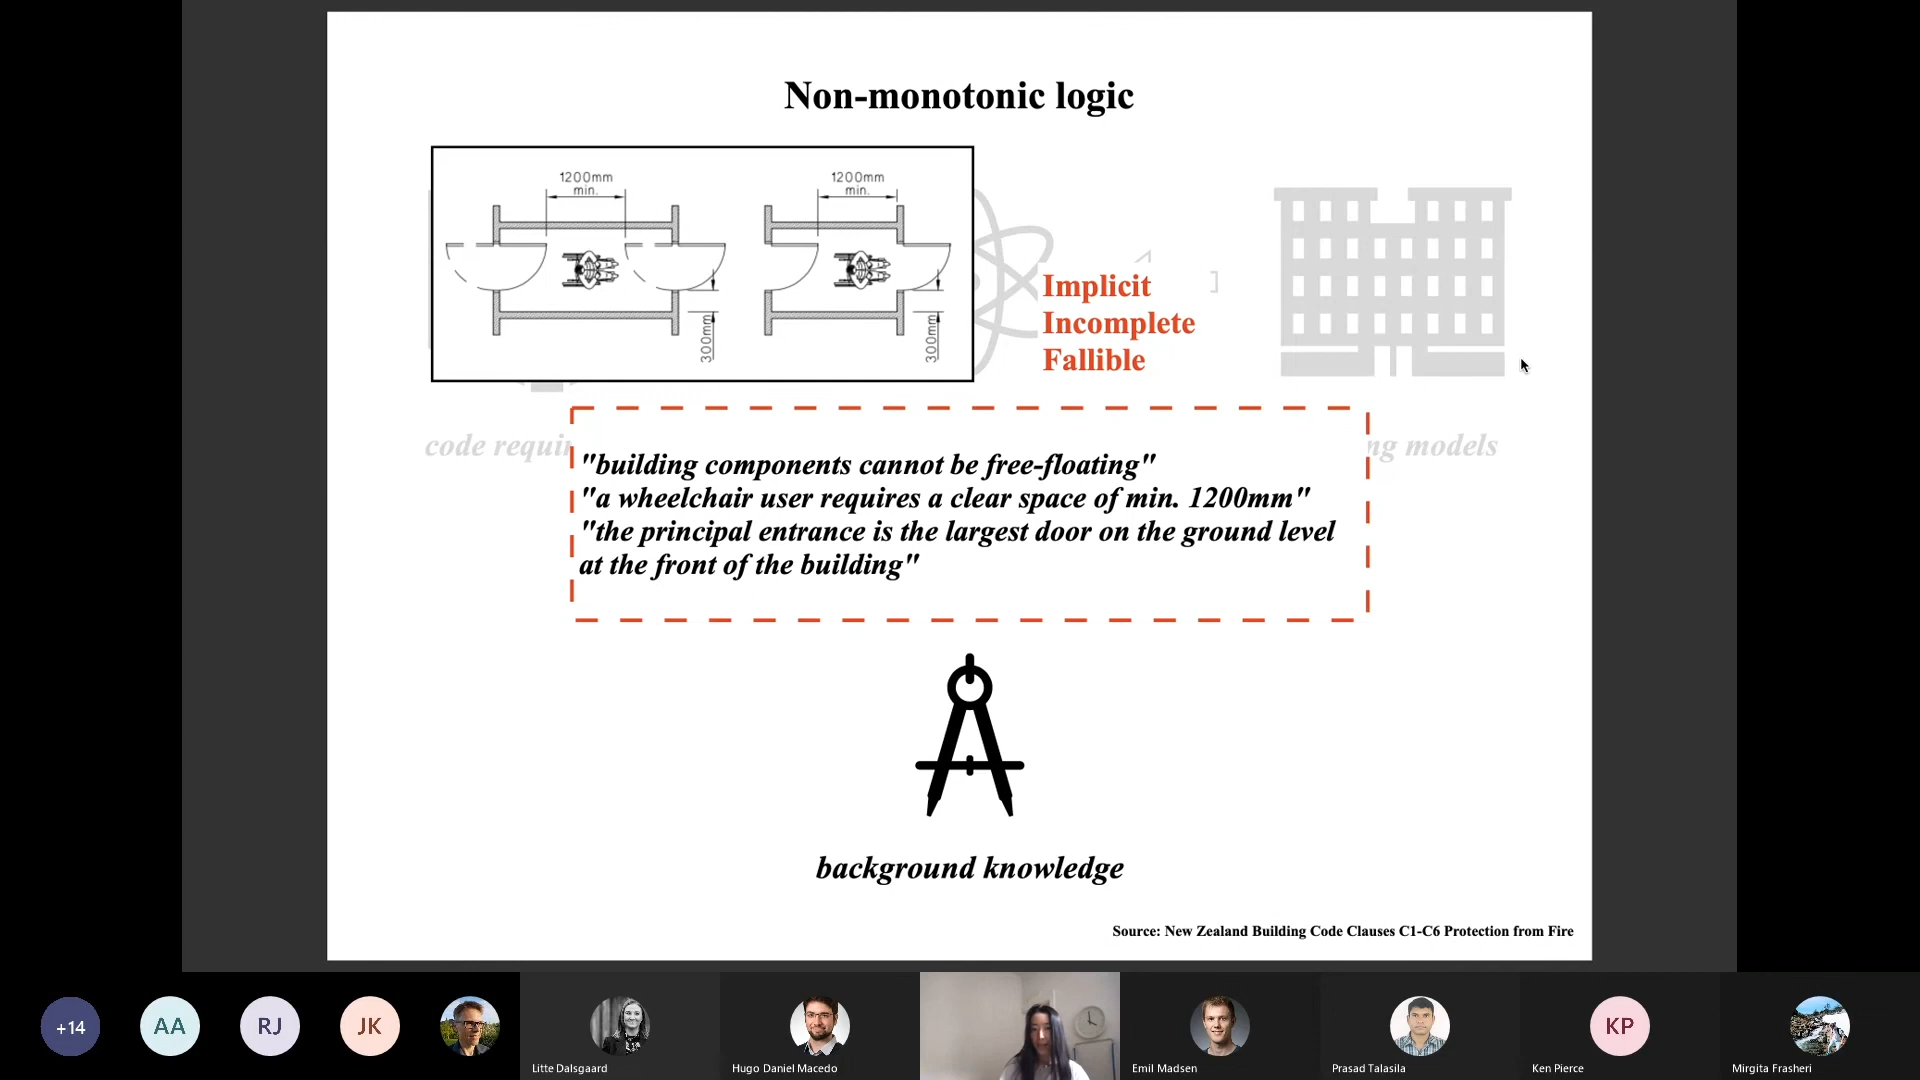 Non-monotonic logic
1200mm
min.
1200mm
min.
300mm
300mm
Implicit
Incomplete
Fallible
code requi
ng models
"building components cannot be free-floating"
"a wheelchair user requires a clear space of min. 1200mm"
"the principal entrance is the largest door on the ground level
at the front of the building"
background knowledge
Source: New Zealand Building Code Clauses C1-C6 Protection from Fire
+14
AA
RJ
JK
KP
Litte Dalsgaard
Hugo Daniel Macedo
Emil Madsen
Prasad Talasila
Ken Pierce
Mirgita Frasheri